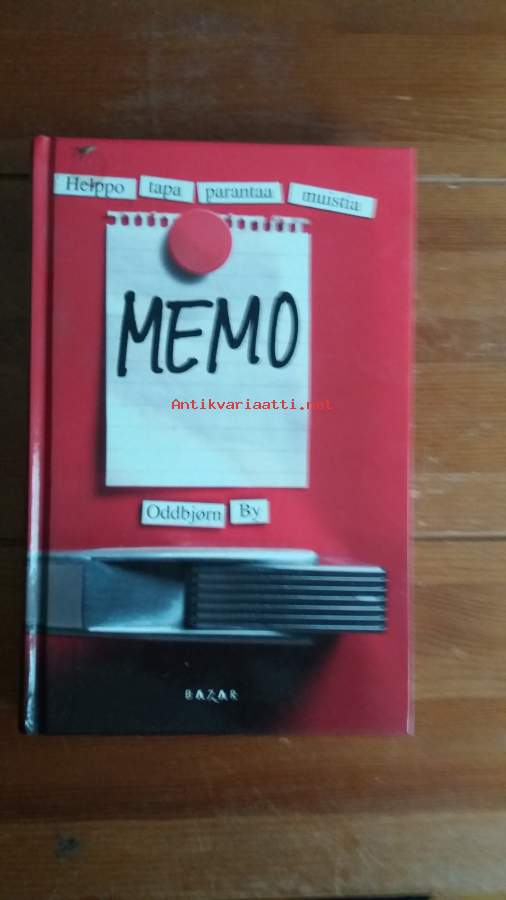 Helppo tapa parantaa muistia
MEMO
Antikvariaatti.net
Oddbjørn By
BAZAR